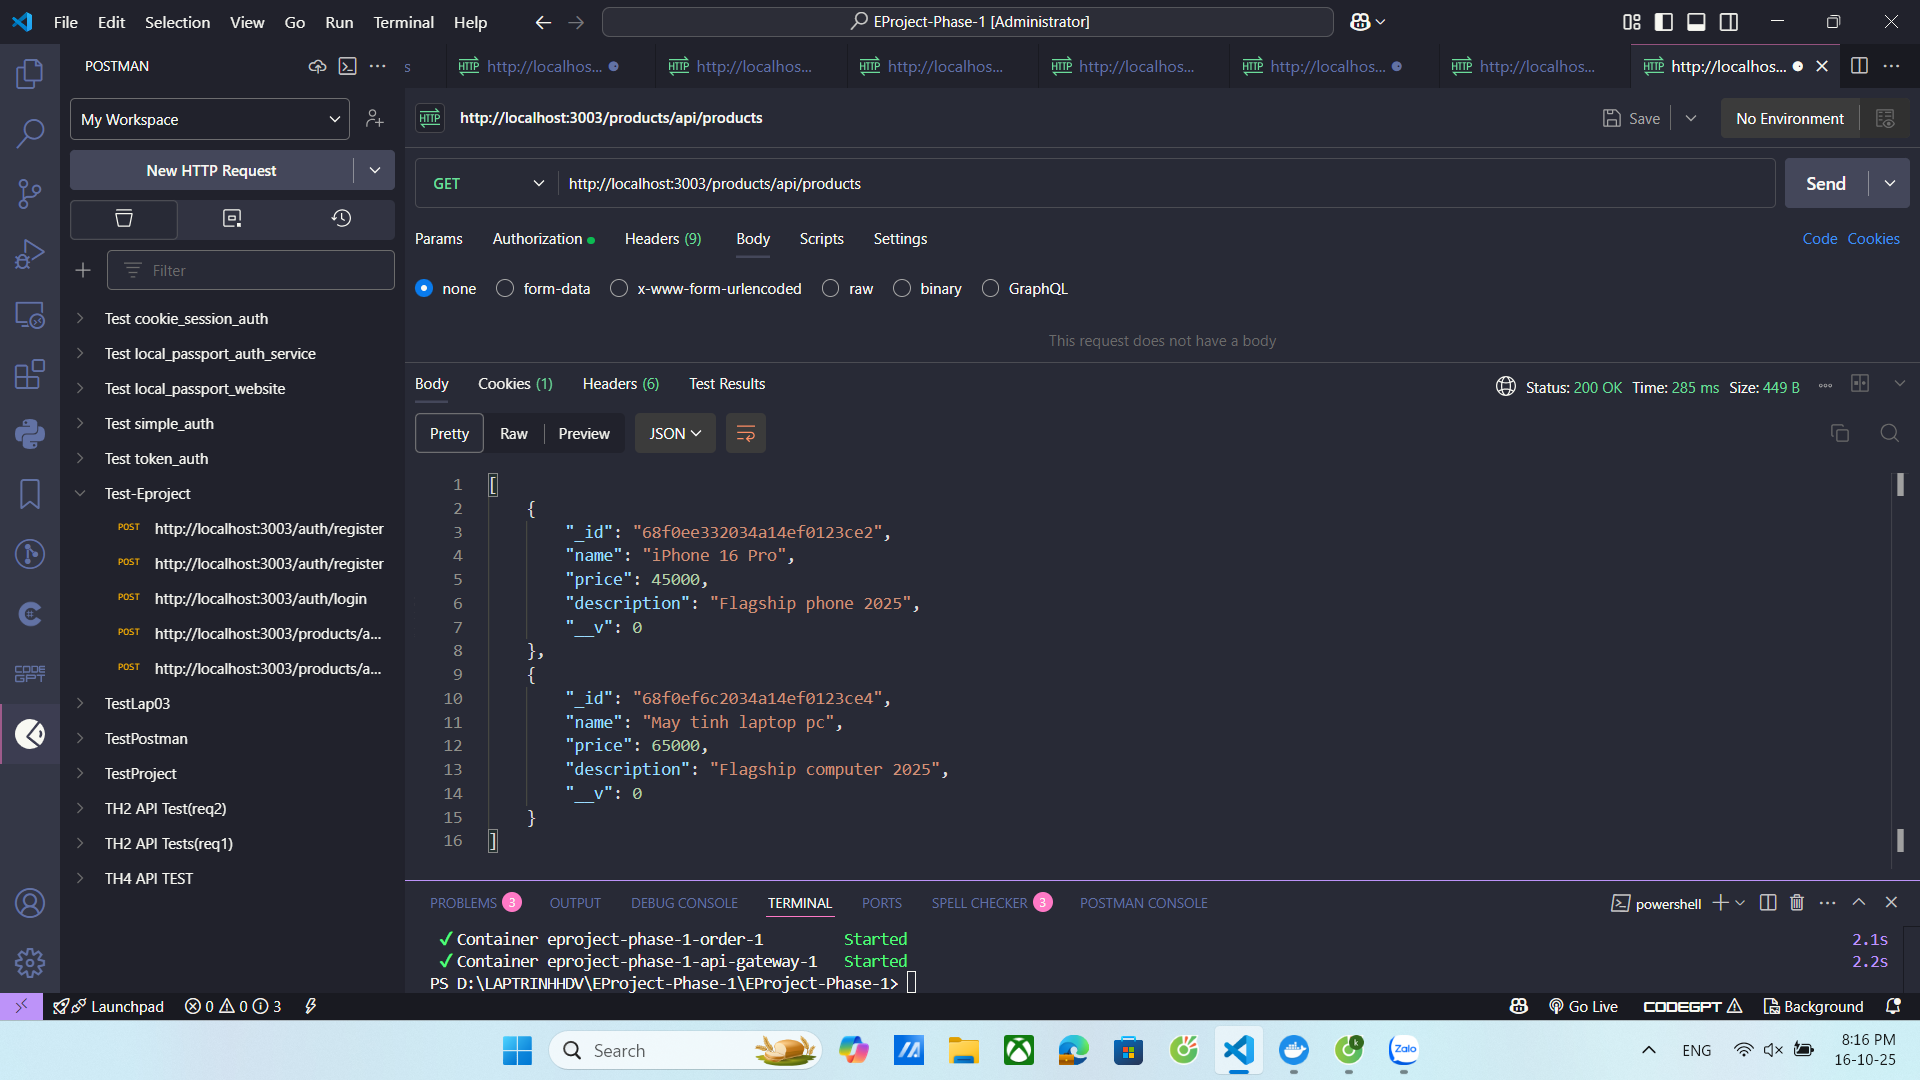 File Edit Selection View Go Run Terminal Help
EProject-Phase-1 [Administrator]
POSTMAN
s
HTTP http://localhos...
HTTP http://localhos...
HTTP http://localhos...
HTTP http://localhos...
HTTP http://localhos...
HTTP http://localhos...
HTTP http://localhos...
My Workspace
New HTTP Request
Filter
Test cookie_session_auth
Test local_passport_auth_service
Test local_passport_website
Test simple_auth
Test token_auth
Test-Eproject
POST http://localhost:3003/auth/register
POST http://localhost:3003/auth/register
POST http://localhost:3003/auth/login
POST http://localhost:3003/products/a...
POST http://localhost:3003/products/a...
TestLap03
TestPostman
TestProject
TH2 API Test(req2)
TH2 API Tests(req1)
TH4 API TEST
CODE
GPT
HTTP http://localhost:3003/products/api/products
Save
No Environment
GET http://localhost:3003/products/api/products
Send
Params Authorization Headers (9) Body Scripts Settings
Code Cookies
none form-data x-www-form-urlencoded raw binary GraphQL
This request does not have a body
Body Cookies (1) Headers (6) Test Results
Status: 200 OK Time: 285 ms Size: 449 B
Pretty Raw Preview JSON
1 [
2 {
3 "_id": "68f0ee332034a14ef0123ce2",
4 "name": "iPhone 16 Pro",
5 "price": 45000,
6 "description": "Flagship phone 2025",
7 "__v": 0
8 },
9 {
10 "_id": "68f0ef6c2034a14ef0123ce4",
11 "name": "May tinh laptop pc",
12 "price": 65000,
13 "description": "Flagship computer 2025",
14 "__v": 0
15 }
16 ]
PROBLEMS 3 OUTPUT DEBUG CONSOLE TERMINAL PORTS SPELL CHECKER 3 POSTMAN CONSOLE
powershell
✓Container eproject-phase-1-order-1 Started 2.1s
✓Container eproject-phase-1-api-gateway-1 Started 2.2s
PS D:\LAPTRINHHDV\EProject-Phase-1\EProject-Phase-1>
Launchpad 0 0 3
Go Live CODEGPT Background
Search
k
Zalo
ENG
8:16 PM
16-10-25